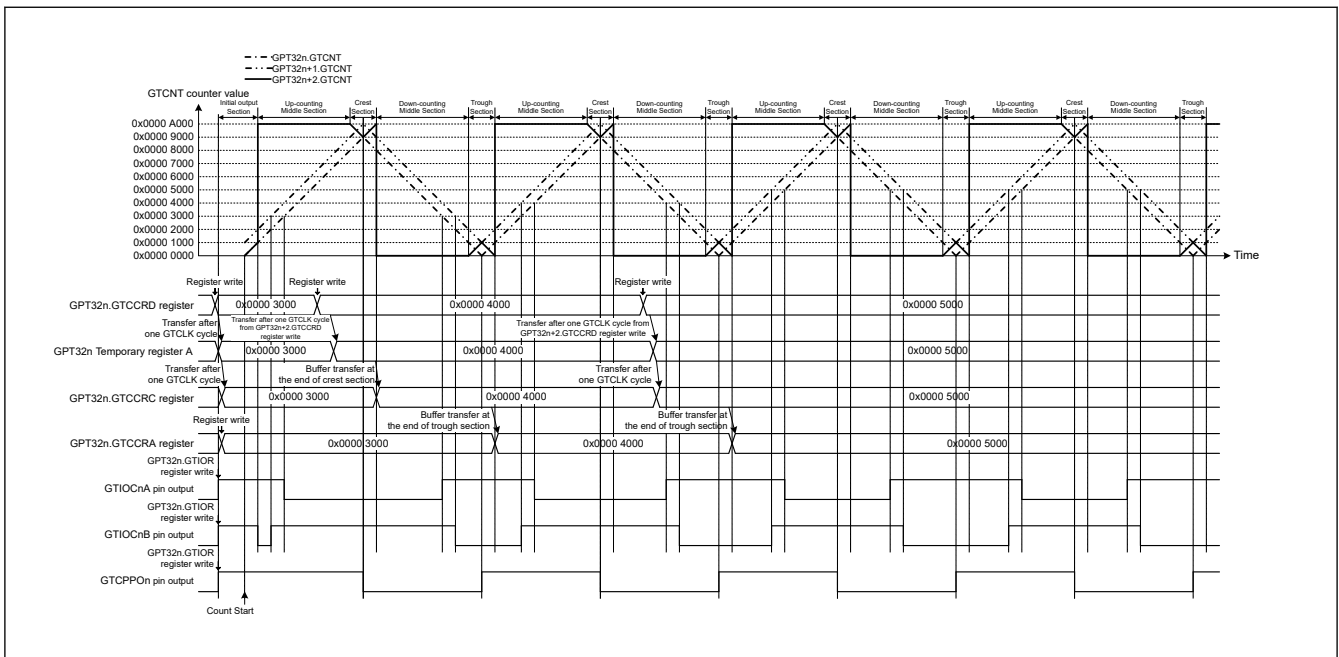 GPT32n.GTCNT
GPT32n+1.GTCNT
GPT32n+2.GTCNT
GTCNT counter value
Initial output
Section
Up-counting
Middle Section
Crest
Section
Down-counting
Middle Section
Trough
Section
Up-counting
Middle Section
Crest
Section
Down-counting
Middle Section
Trough
Section
Up-counting
Middle Section
Crest
Section
Down-counting
Middle Section
Trough
Section
Up-counting
Middle Section
Crest
Section
Down-counting
Middle Section
Trough
Section
0x0000 A000
0x0000 9000
0x0000 8000
0x0000 7000
0x0000 6000
0x0000 5000
0x0000 4000
0x0000 3000
0x0000 2000
0x0000 1000
0x0000 0000
Time
Register write
Register write
Register write
GPT32n.GTCCRD register
0x0000 3000
0x0000 4000
0x0000 5000
Transfer after
one GTCLK cycle
Transfer after one GTCLK cycle
from GPT32n+2.GTCCRD
register write
Transfer after one GTCLK cycle from
GPT32n+2.GTCCRD register write
GPT32n Temporary register A
0x0000 3000
0x0000 4000
0x0000 5000
Transfer after
one GTCLK cycle
Buffer transfer at
the end of crest section
Transfer after
one GTCLK cycle
GPT32n.GTCCRC register
0x0000 3000
0x0000 4000
0x0000 5000
Register write
Buffer transfer at
the end of trough section
Buffer transfer at
the end of trough section
GPT32n.GTCCRA register
0x0000 3000
0x0000 4000
0x0000 5000
GPT32n.GTIOR
register write
GTIOCnA pin output
GPT32n.GTIOR
register write
GTIOCnB pin output
GPT32n.GTIOR
register write
GTCPPOn pin output
Count Start